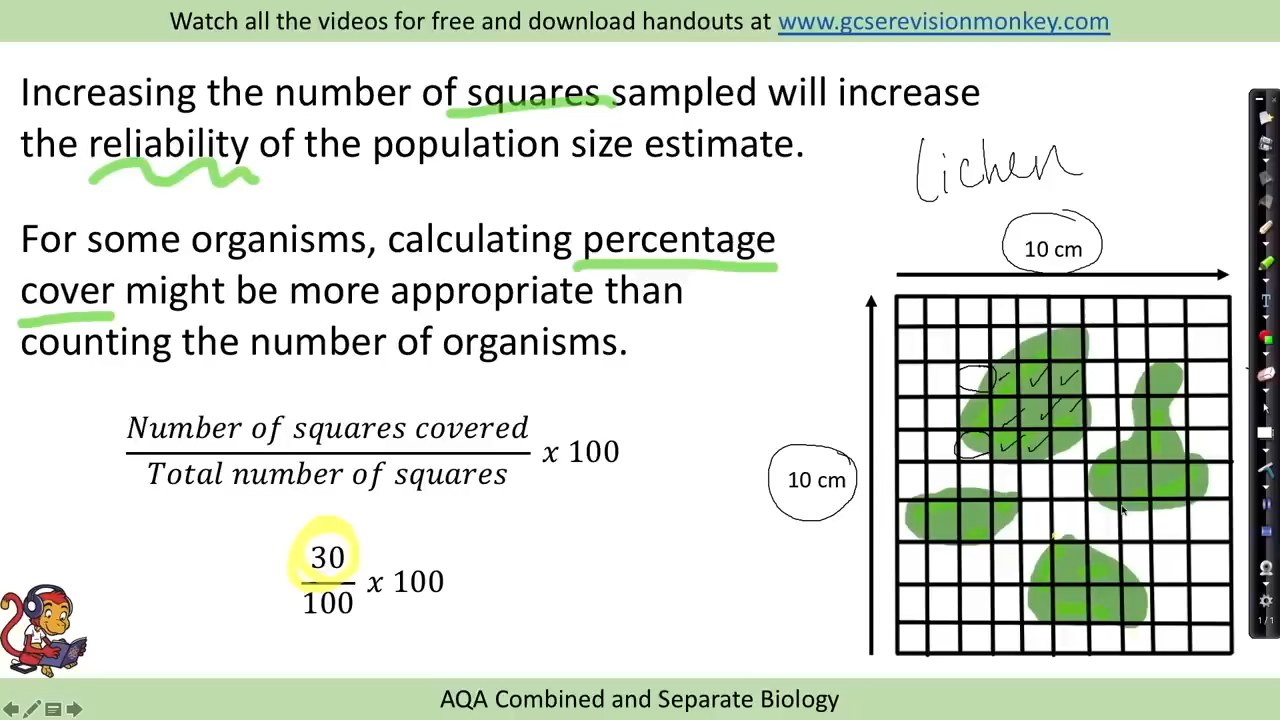 Watch all the videos for free and download handouts at www.gcserevisionmonkey.com
Increasing the number of squares sampled will increase
the reliability of the population size estimate.
Lichen
For some organisms, calculating percentage
cover might be more appropriate than
counting the number of organisms.
10 cm
10 cm
Number of squares covered
Total number of squares
x 100
30
100
x 100
1/1
AQA Combined and Separate Biology